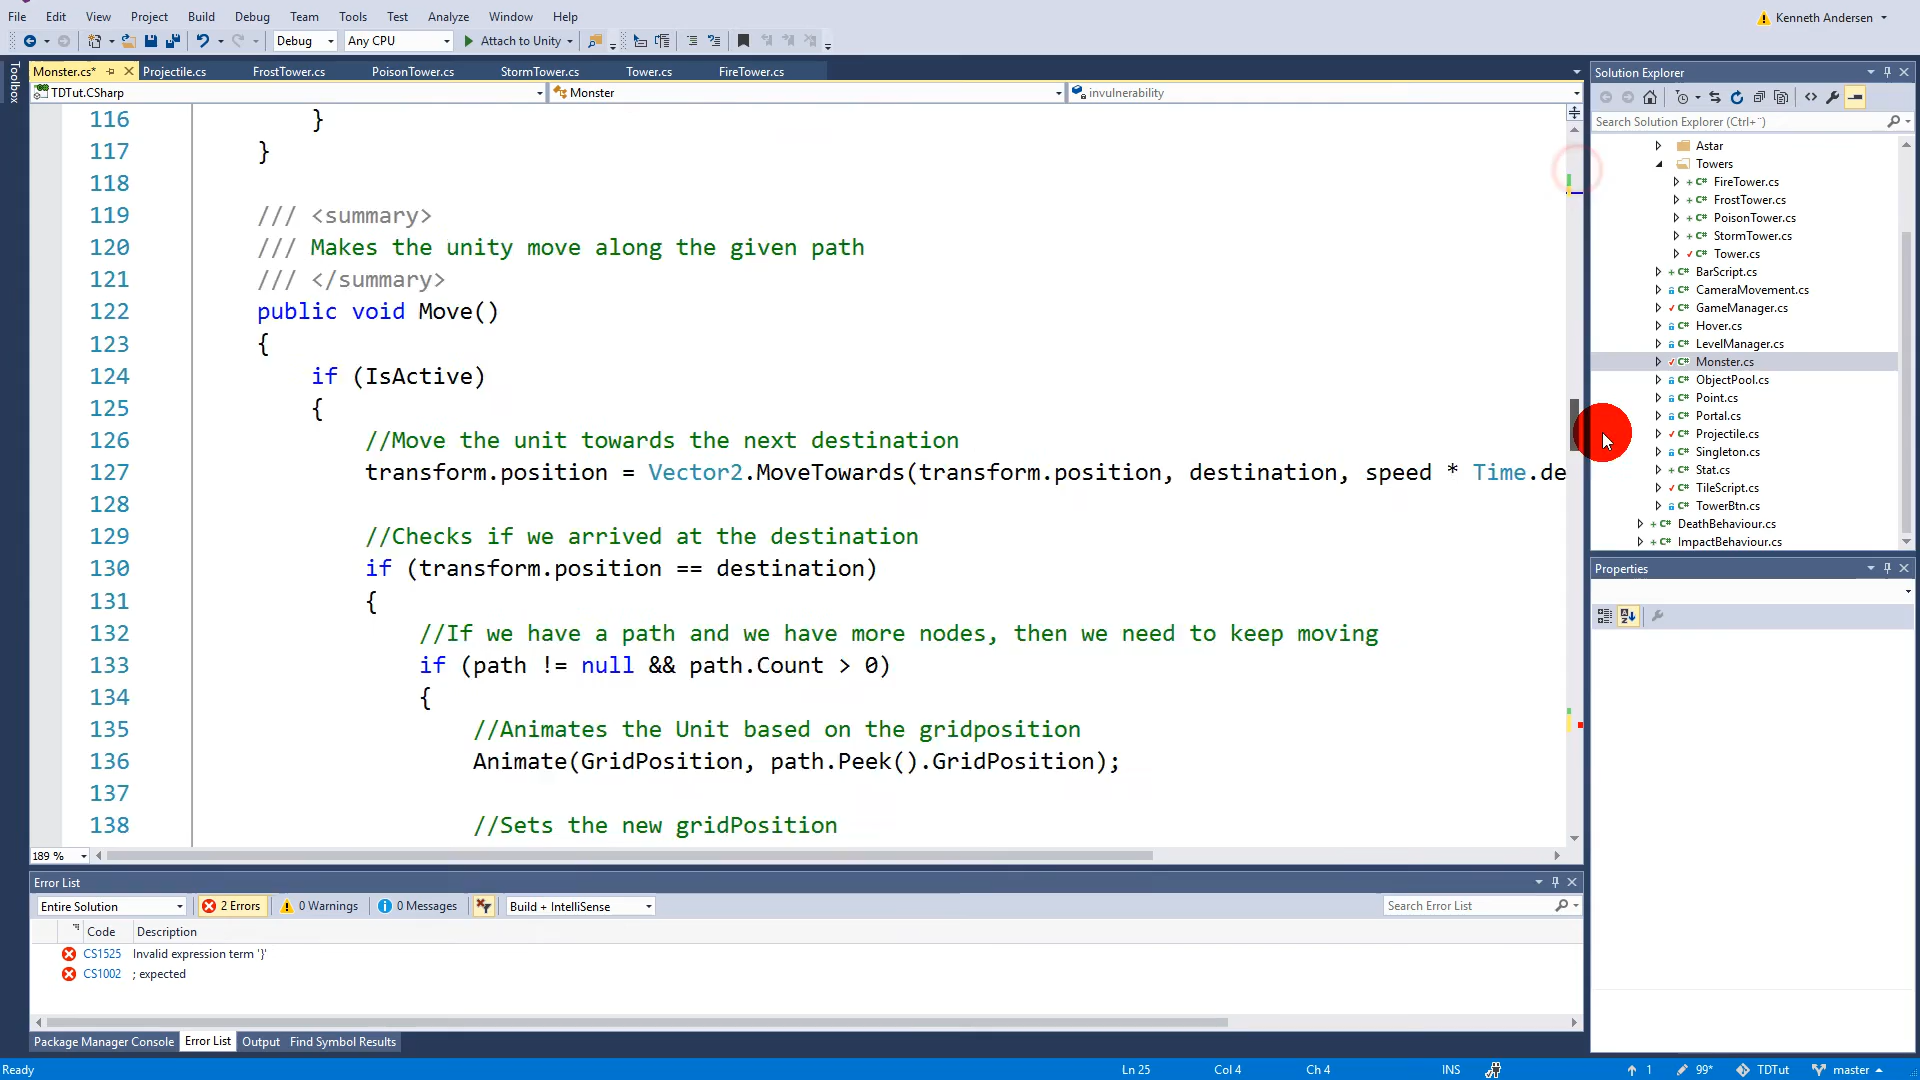 File Edit View Project Build Debug Team Tools Test Analyze Window Help
Kenneth Andersen
Debug Any CPU Attach to Unity
Toolbox
Monster.cs* Projectile.cs FrostTower.cs PoisonTower.cs StormTower.cs Tower.cs FireTower.cs
TDTut.CSharp Monster invulnerability
116 }
117 }
118
119 /// <summary>
120 /// Makes the unity move along the given path
121 /// </summary>
122 public void Move()
123 {
124 if (IsActive)
125 {
126 //Move the unit towards the next destination
127 transform.position = Vector2.MoveTowards(transform.position, destination, speed * Time.de
128
129 //Checks if we arrived at the destination
130 if (transform.position == destination)
131 {
132 //If we have a path and we have more nodes, then we need to keep moving
133 if (path != null && path.Count > 0)
134 {
135 //Animates the Unit based on the gridposition
136 Animate(GridPosition, path.Peek().GridPosition);
137
138 //Sets the new gridPosition
189 %
Solution Explorer
Search Solution Explorer (Ctrl+¨)
Astar
Towers
C# FireTower.cs
C# FrostTower.cs
C# PoisonTower.cs
C# StormTower.cs
C# Tower.cs
C# BarScript.cs
C# CameraMovement.cs
C# GameManager.cs
C# Hover.cs
C# LevelManager.cs
C# Monster.cs
C# ObjectPool.cs
C# Point.cs
C# Portal.cs
C# Projectile.cs
C# Singleton.cs
C# Stat.cs
C# TileScript.cs
C# TowerBtn.cs
C# DeathBehaviour.cs
C# ImpactBehaviour.cs
Properties
Error List
Entire Solution 2 Errors 0 Warnings 0 Messages Build + IntelliSense Search Error List
Code Description
CS1525 Invalid expression term '}'
CS1002 ; expected
Package Manager Console Error List Output Find Symbol Results
Ready Ln 25 Col 4 Ch 4 INS 1 99* TDTut master